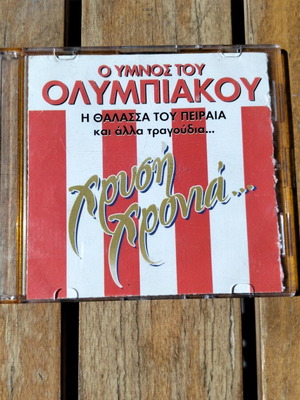 Ο ΥΜΝΟΣ ΤΟΥ
ΟΛΥΜΠΙΑΚΟΥ
Η ΘΑΛΑΣΣΑ ΤΟΥ ΠΕΙΡΑΙΑ
και άλλα τραγούδια...
χρυσή
χρονιά...